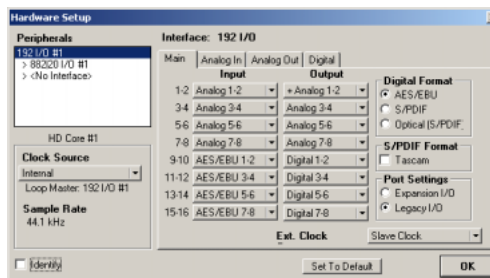 Hardware Setup
Peripherals
192 I/O #1
> 882|20 I/O #1
> <No Interface>
HD Core #1
Clock Source
Internal
Loop Master: 192 I/O #1
Sample Rate
44.1 kHz
Identify
Interface: 192 I/O
Main Analog In Analog Out Digital
Input Output
1-2 Analog 1-2 + Analog 1-2
3-4 Analog 3-4 Analog 3-4
5-6 Analog 5-6 Analog 5-6
7-8 Analog 7-8 Analog 7-8
9-10 AES/EBU 1-2 Digital 1-2
11-12 AES/EBU 3-4 Digital 3-4
13-14 AES/EBU 5-6 Digital 5-6
15-16 AES/EBU 7-8 Digital 7-8
Digital Format
AES/EBU
S/PDIF
Optical (S/PDIF
S/PDIF Format
Tascam
Port Settings
Expansion I/O
Legacy I/O
Ext. Clock Slave Clock
Set To Default OK